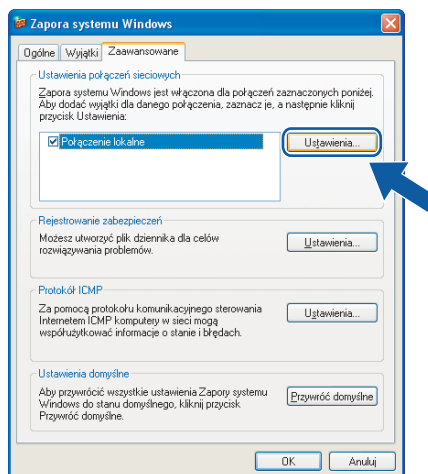 Zapora systemu Windows
Ogólne Wyjątki Zaawansowane
Ustawienia połączeń sieciowych
Zapora systemu Windows jest włączona dla połączeń zaznaczonych poniżej.
Aby dodać wyjątki dla danego połączenia, zaznacz je, a następnie kliknij
przycisk Ustawienia:
Połączenie lokalne
Ustawienia...
Rejestrowanie zabezpieczeń
Możesz utworzyć plik dziennika dla celów
rozwiązywania problemów.
Ustawienia...
Protokół ICMP
Za pomocą protokołu komunikacyjnego sterowania
Internetem ICMP komputery w sieci mogą
współużytkować informacje o stanie i błędach.
Ustawienia...
Ustawienia domyślne
Aby przywrócić wszystkie ustawienia Zapory systemu
Windows do stanu domyślnego, kliknij przycisk
Przywróć domyślne.
Przywróć domyślne
OK Anuluj